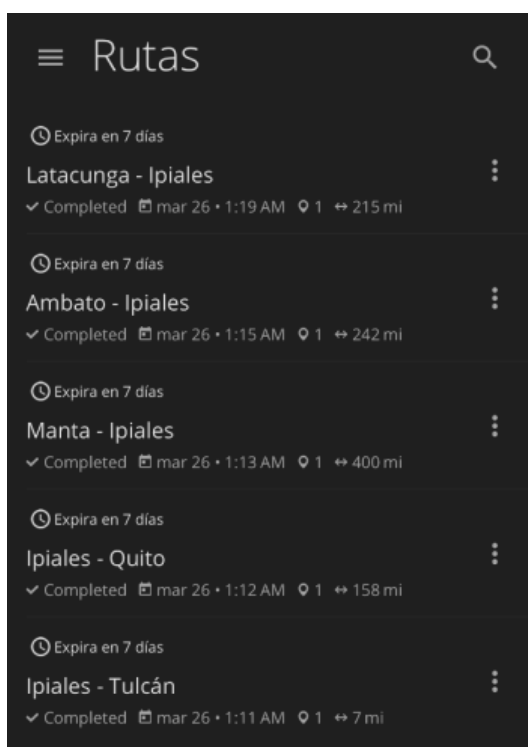 Rutas
Expira en 7 días
Latacunga - Ipiales
Completed mar 26 • 1:19 AM 1 ↔ 215 mi
Expira en 7 días
Ambato - Ipiales
Completed mar 26 • 1:15 AM 1 ↔ 242 mi
Expira en 7 días
Manta - Ipiales
Completed mar 26 • 1:13 AM 1 ↔ 400 mi
Expira en 7 días
Ipiales - Quito
Completed mar 26 • 1:12 AM 1 ↔ 158 mi
Expira en 7 días
Ipiales - Tulcán
Completed mar 26 • 1:11 AM 1 ↔ 7 mi